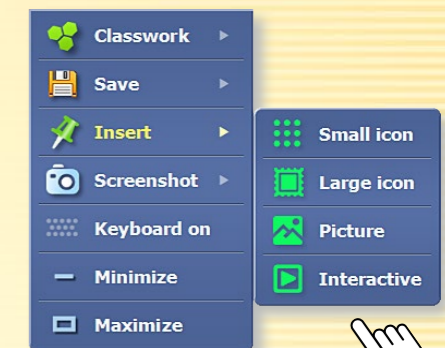 Classwork
Save
Insert
Screenshot
Keyboard on
Minimize
Maximize
Small icon
Large icon
Picture
Interactive